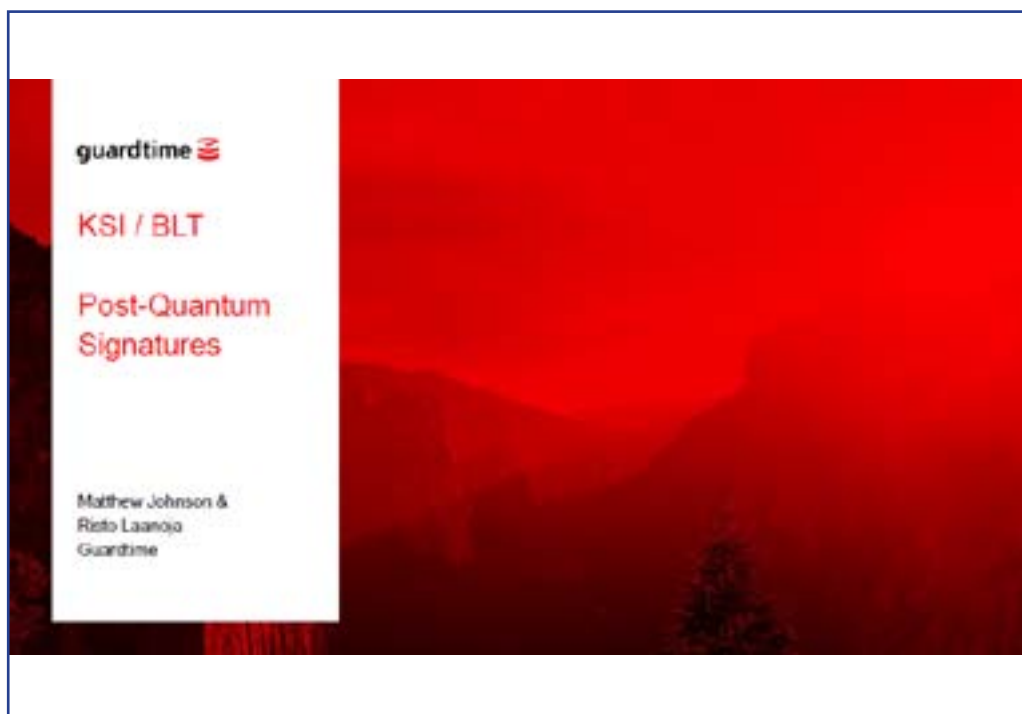 guardtime
KSI / BLT
Post-Quantum
Signatures
Matthew Johnson &
Risto Laanoja
Guardtime